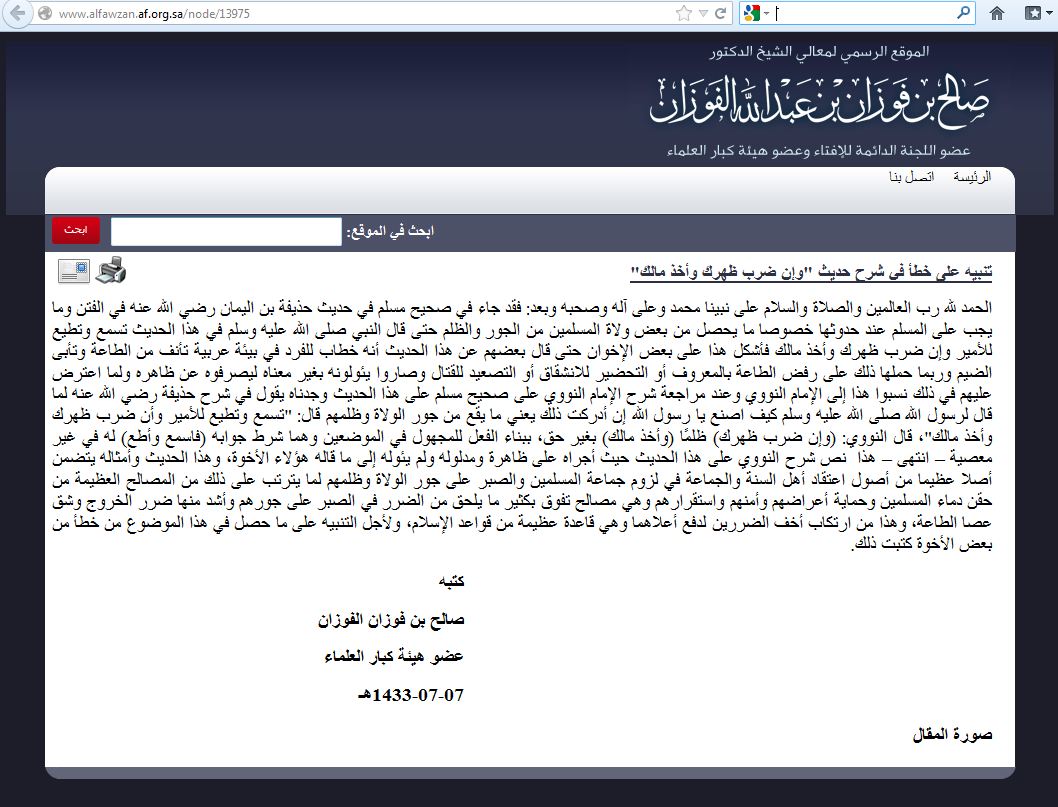 www.alfawzan.af.org.sa/node/13975
الموقع الرسمي لمعالي الشيخ الدكتور
صالح بن فوزان بن عبدالله الفوزان
عضو اللجنة الدائمة للإفتاء وعضو هيئة كبار العلماء
الرئيسة اتصل بنا
ابحث في الموقع: ابحث
تنبيه على خطأ في شرح حديث "وإن ضرب ظهرك وأخذ مالك"
الحمد لله رب العالمين والصلاة والسلام على نبينا محمد وعلى آله وصحبه وبعد: فقد جاء في صحيح مسلم في حديث حذيفة بن اليمان رضي الله عنه في الفتن وما
يجب على المسلم عند حدوثها خصوصا ما يحصل من بعض ولاة المسلمين من الجور والظلم حتى قال النبي صلى الله عليه وسلم في هذا الحديث تسمع وتطيع
للأمير وإن ضرب ظهرك وأخذ مالك فأشكل هذا على بعض الإخوان حتى قال بعضهم عن هذا الحديث أنه خطاب للفرد في بيئة عربية تأنف من الطاعة وتأبى
الضيم وربما حملها ذلك على رفض الطاعة بالمعروف أو التحضير للانشقاق أو التصعيد للقتال وصاروا يئولونه بغير معناه ليصرفوه عن ظاهره ولما اعترض
عليهم في ذلك نسبوا هذا إلى الإمام النووي وعند مراجعة شرح الإمام النووي على صحيح مسلم على هذا الحديث وجدناه يقول في شرح حذيفة رضي الله عنه لما
قال لرسول الله صلى الله عليه وسلم كيف اصنع يا رسول الله إن أدركت ذلك يعني ما يقع من جور الولاة وظلمهم قال: "تسمع وتطيع للأمير وأن ضرب ظهرك
وأخذ مالك"، قال النووي: (وإن ضرب ظهرك) ظلمًا (وأخذ مالك) بغير حق، ببناء الفعل للمجهول في الموضعين وهما شرط جوابه (فاسمع وأطع) له في غير
معصية – انتهى – هذا نص شرح النووي على هذا الحديث حيث أجراه على ظاهرة ومدلوله ولم يئوله إلى ما قاله هؤلاء الأخوة، وهذا الحديث وأمثاله يتضمن
أصلا عظيما من أصول اعتقاد أهل السنة والجماعة في لزوم جماعة المسلمين والصبر على جور الولاة وظلمهم لما يترتب على ذلك من المصالح العظيمة من
حقن دماء المسلمين وحماية أعراضهم وأمنهم واستقرارهم وهي مصالح تفوق بكثير ما يلحق من الضرر في الصبر على جورهم وأشد منها ضرر الخروج وشق
عصا الطاعة، وهذا من ارتكاب أخف الضررين لدفع أعلاهما وهي قاعدة عظيمة من قواعد الإسلام، ولأجل التنبيه على ما حصل في هذا الموضوع من خطأ من
بعض الأخوة كتبت ذلك.
كتبه
صالح بن فوزان الفوزان
عضو هيئة كبار العلماء
1433-07-07هـ
صورة المقال